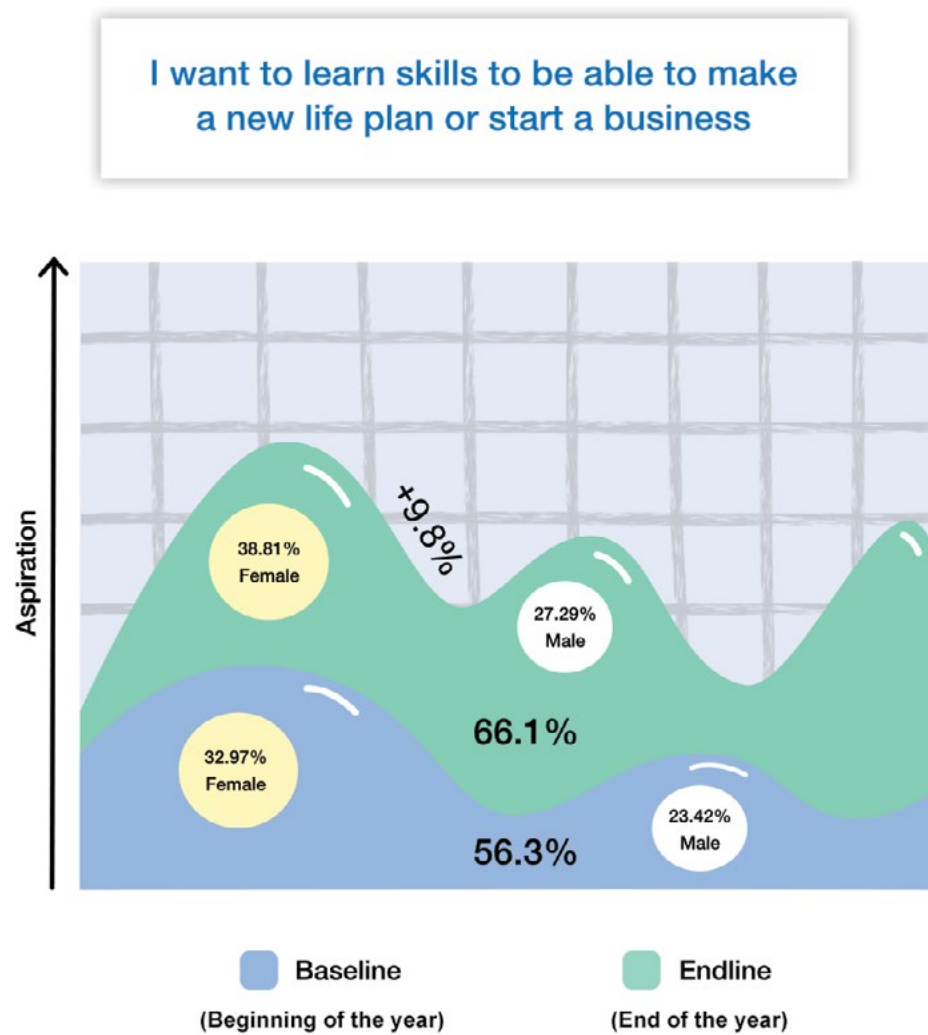 I want to learn skills to be able to make
a new life plan or start a business
Aspiration
+9.8%
38.81%
Female
27.29%
Male
66.1%
32.97%
Female
23.42%
Male
56.3%
Baseline
(Beginning of the year)
Endline
(End of the year)